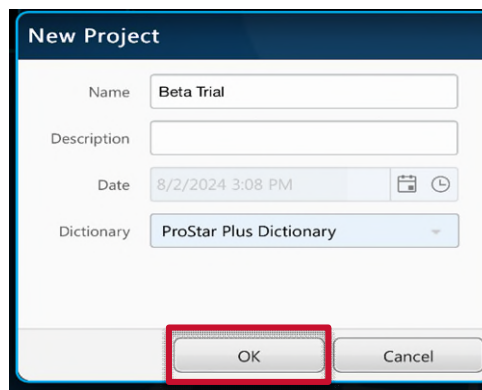 New Project
Name Beta Trial
Description
Date 8/2/2024 3:08 PM
Dictionary ProStar Plus Dictionary
OK Cancel